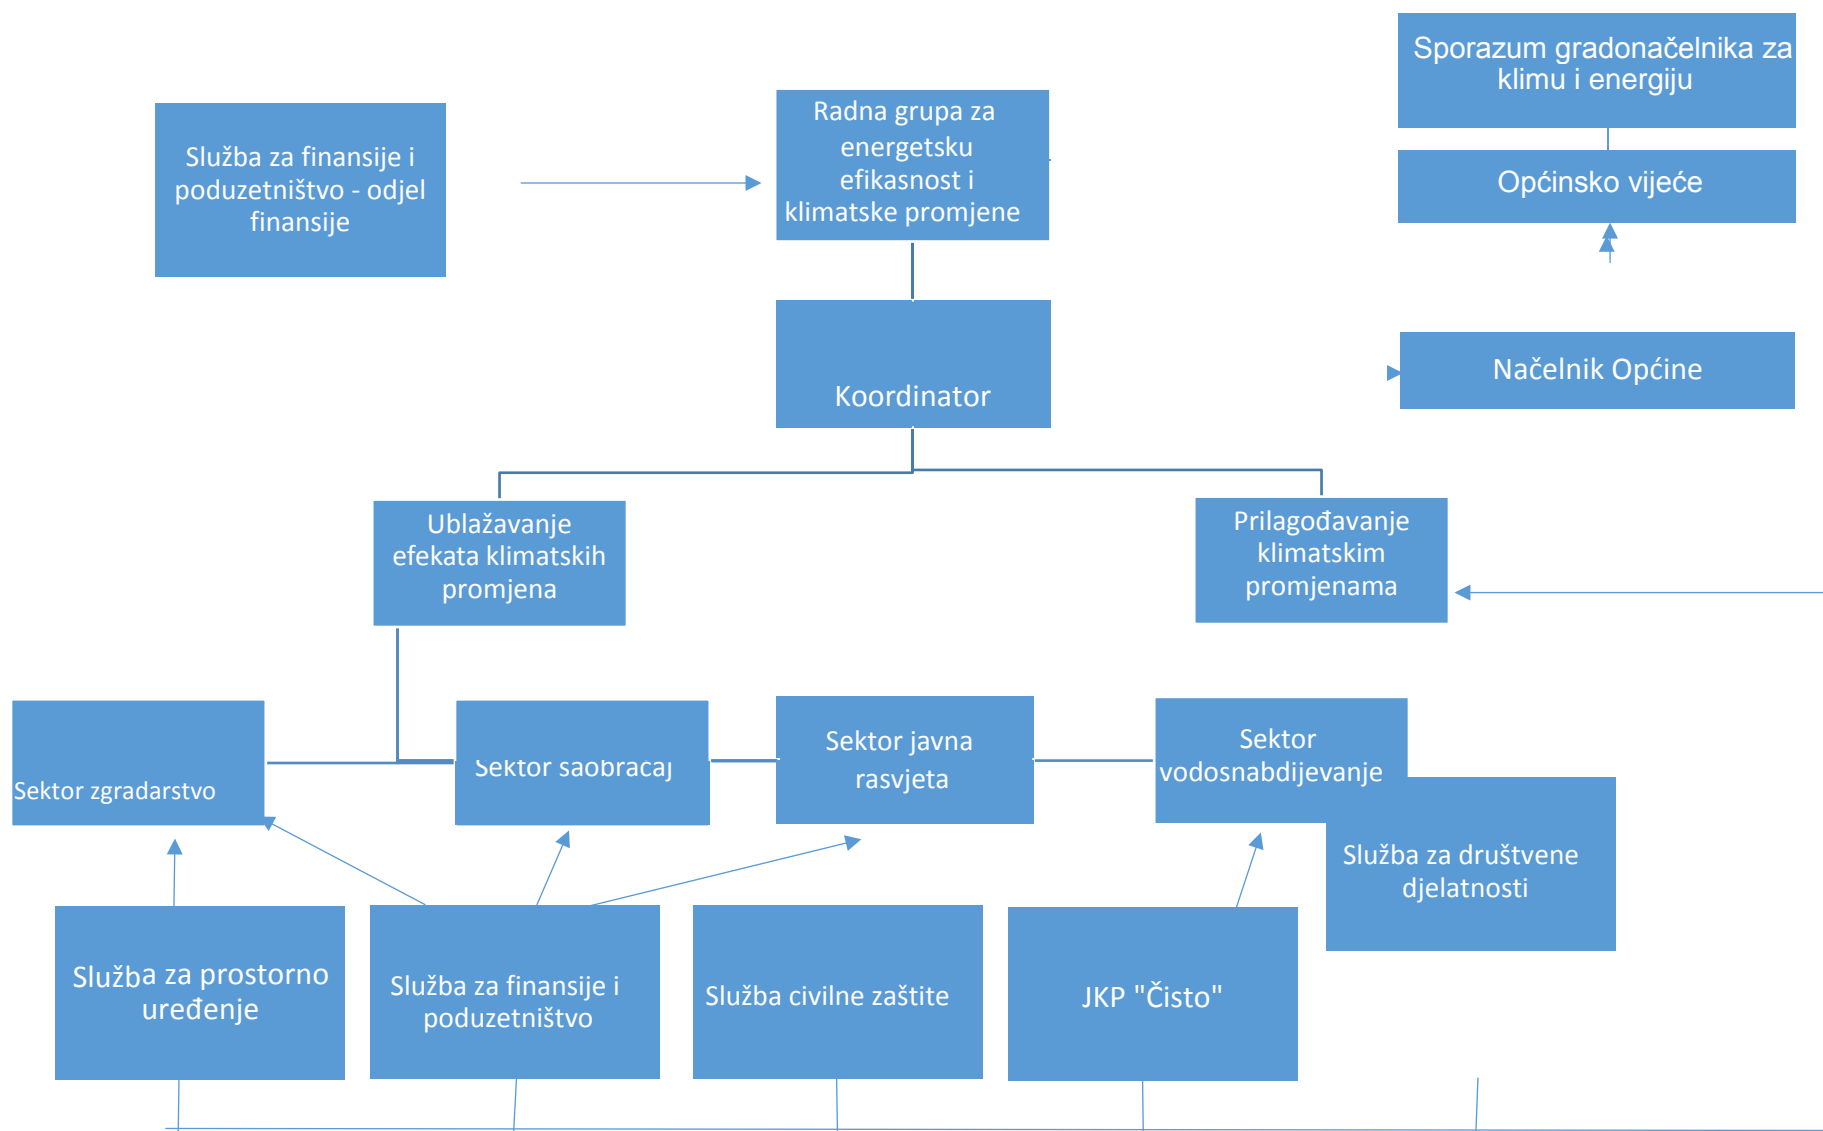 Sporazum gradonačelnika za
klimu i energiju
Radna grupa za
energetsku
efikasnost i
klimatske promjene
Služba za finansije i
poduzetništvo - odjel
finansije
Općinsko vijeće
Načelnik Općine
Koordinator
Ublažavanje
efekata klimatskih
promjena
Prilagođavanje
klimatskim
promjenama
Sektor zgradarstvo
Sektor saobraćaj
Sektor javna
rasvjeta
Sektor
vodosnabdijevanje
Služba za društvene
djelatnosti
Služba za prostorno
uređenje
Služba za finansije i
poduzetništvo
Služba civilne zaštite
JKP "Čisto"